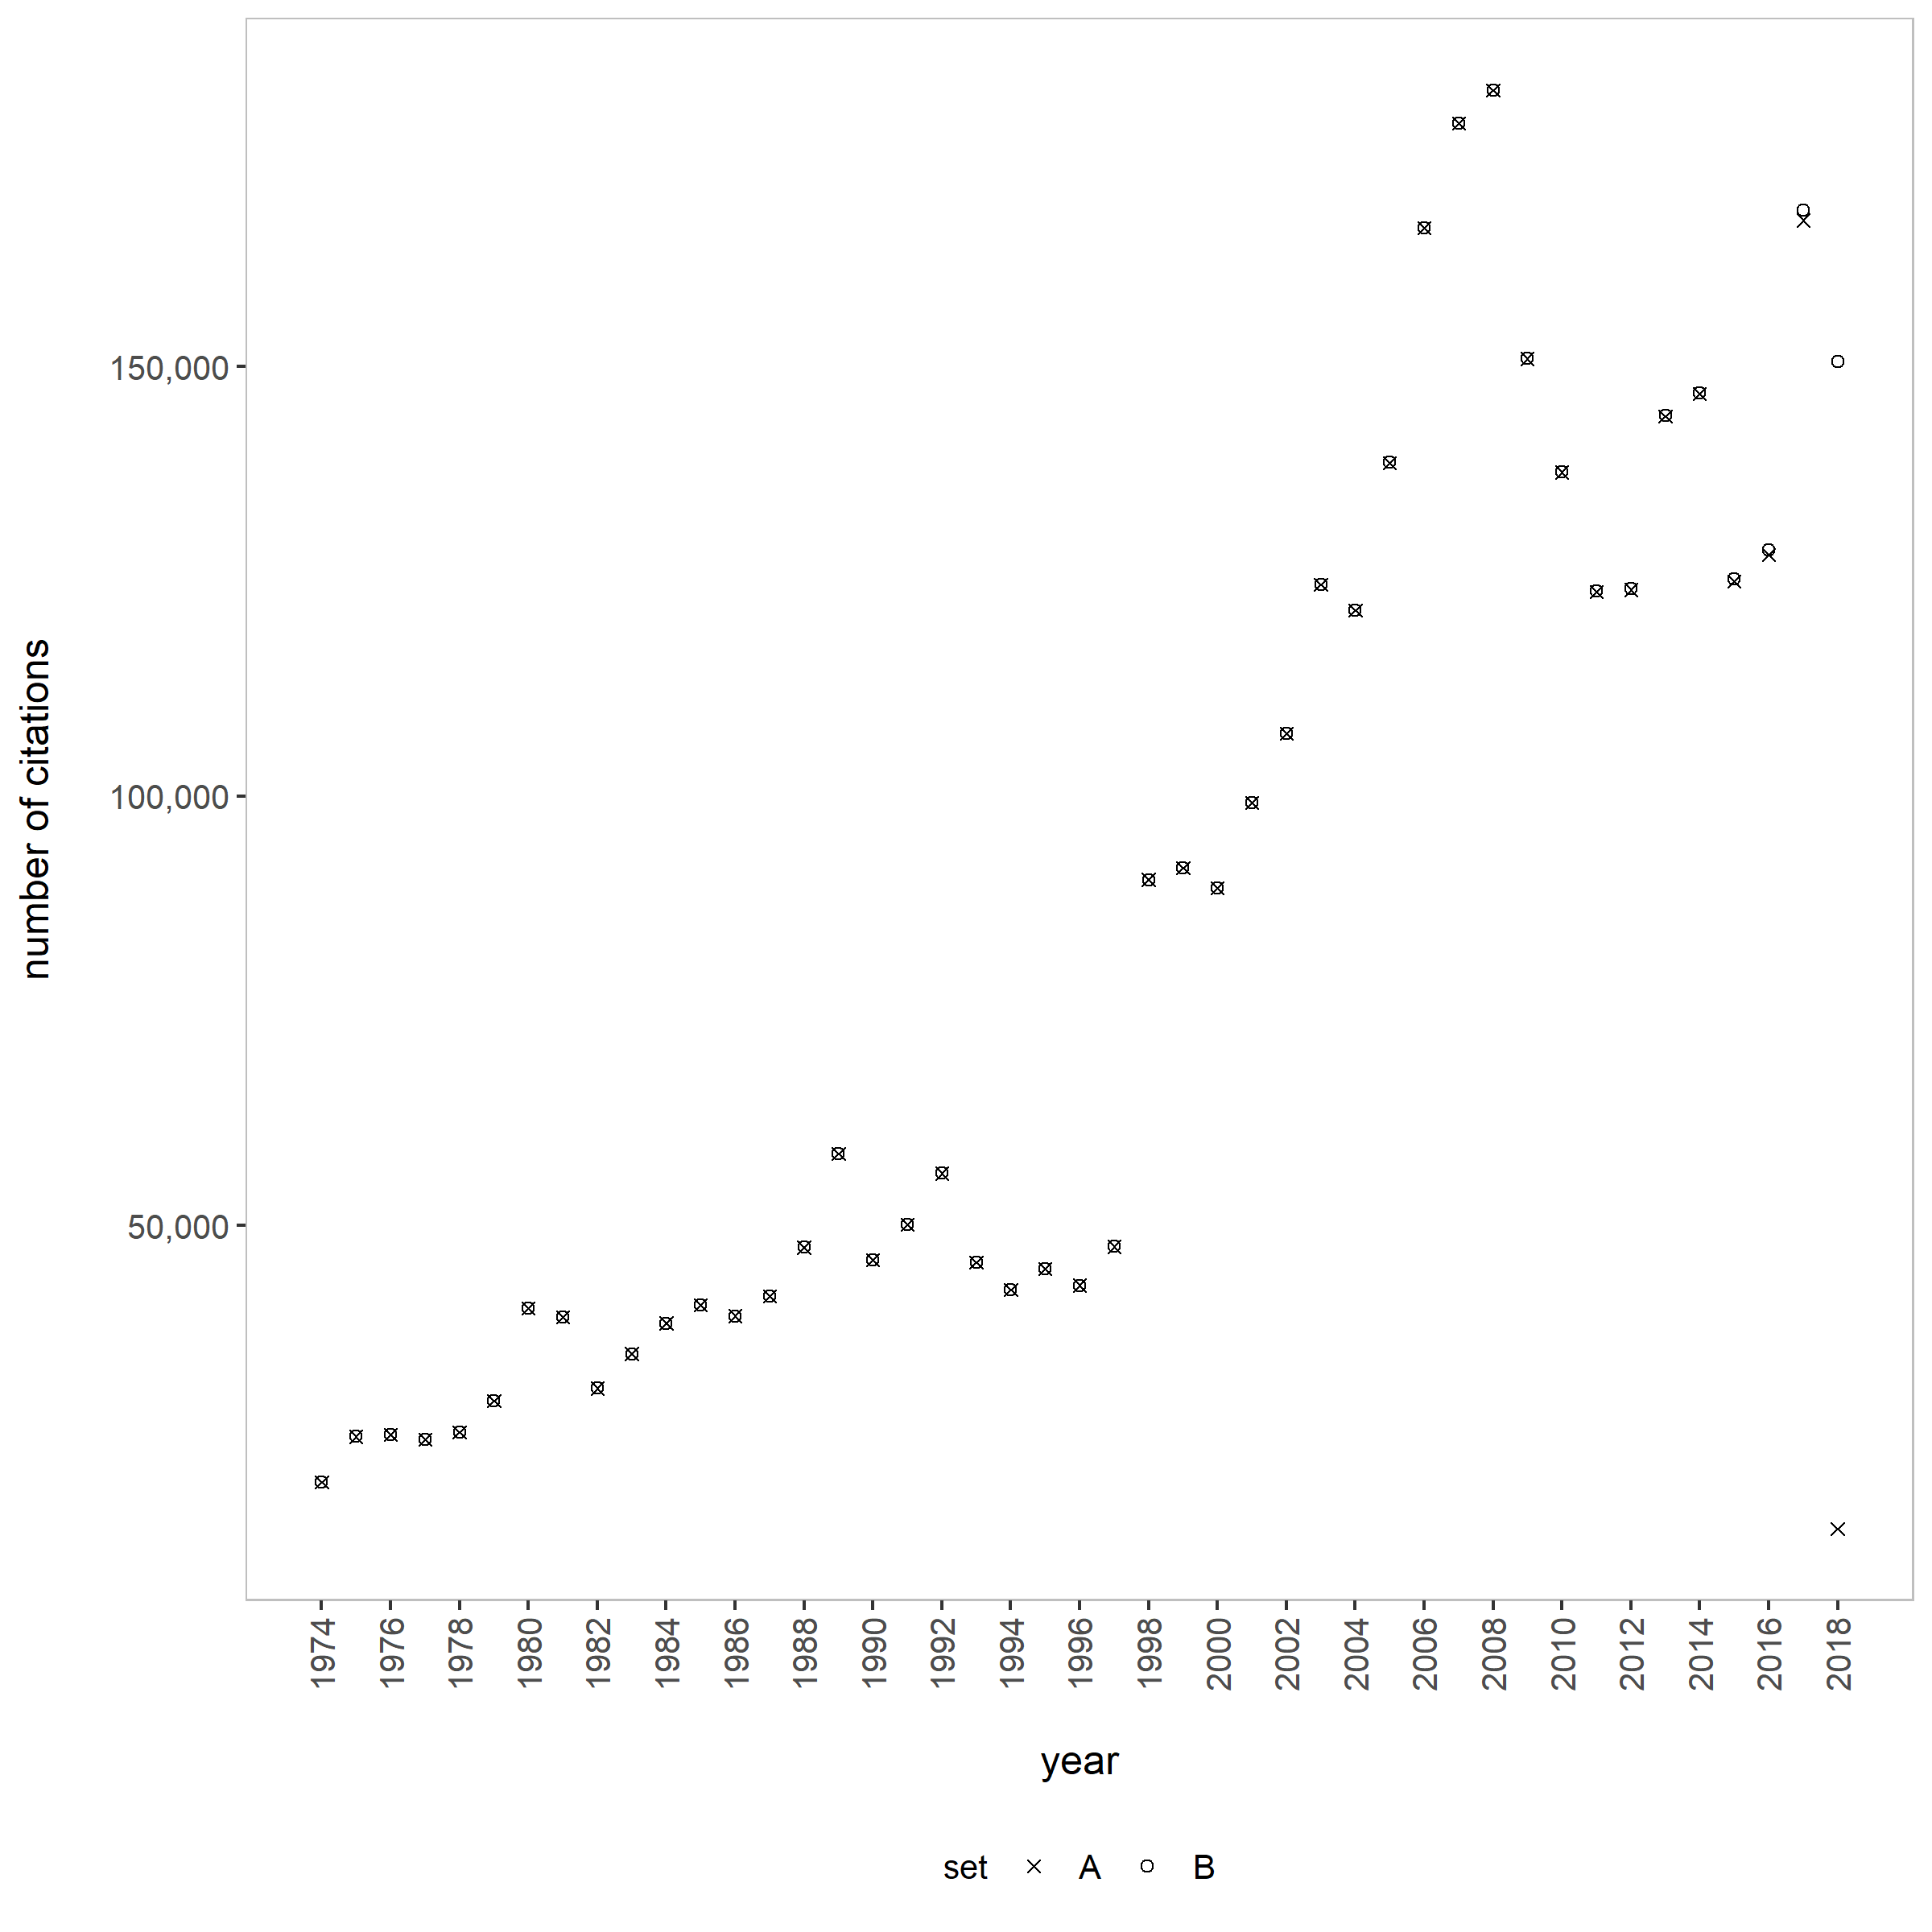 150,000
100,000
50,000
number of citations
1974 1976 1978 1980 1982 1984 1986 1988 1990 1992 1994 1996 1998 2000 2002 2004 2006 2008 2010 2012 2014 2016 2018
year
set A B